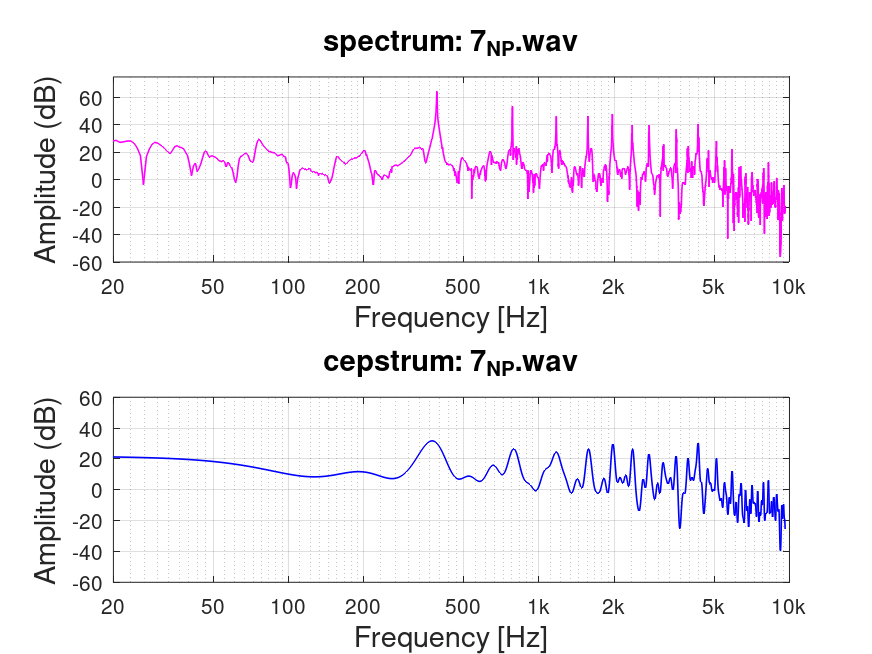 spectrum: 7NP.wav
Amplitude (dB)
60
40
20
0
-20
-40
-60
20 50 100 200 500 1k 2k 5k 10k
Frequency [Hz]
cepstrum: 7NP.wav
Amplitude (dB)
60
40
20
0
-20
-40
-60
20 50 100 200 500 1k 2k 5k 10k
Frequency [Hz]